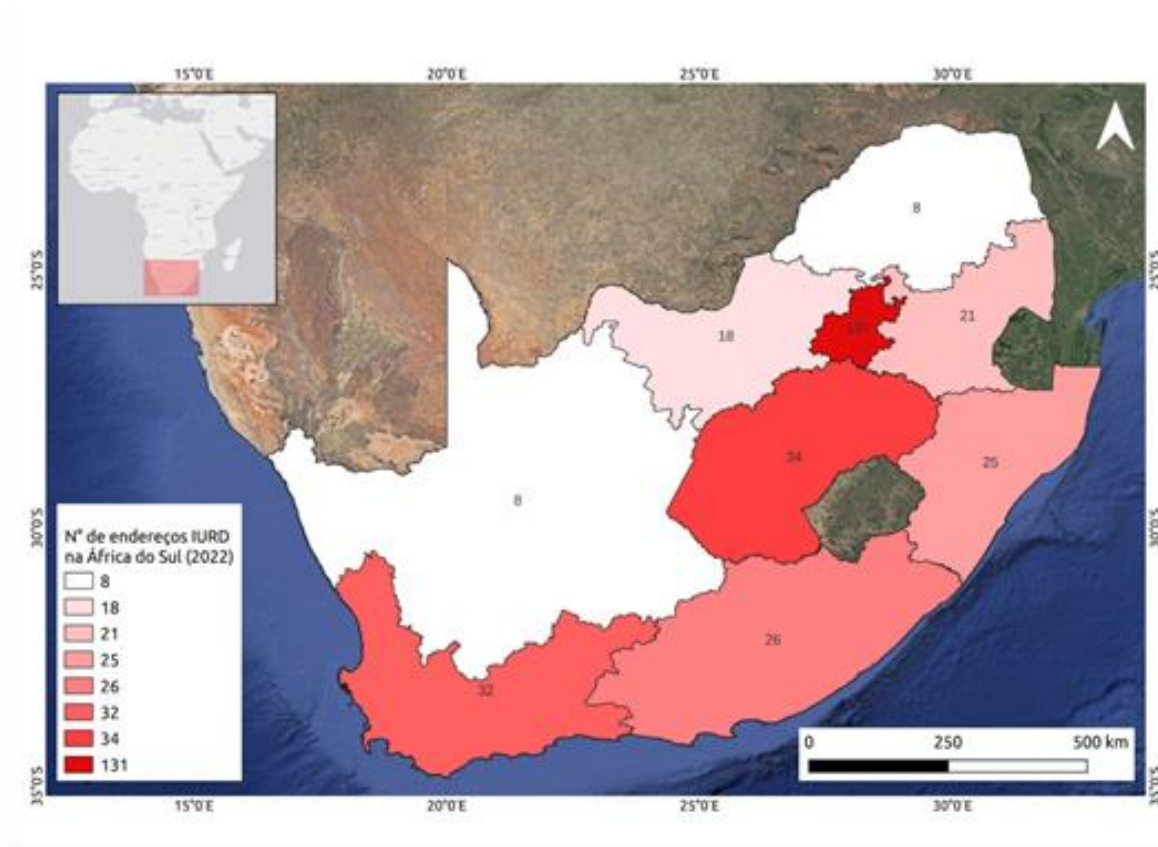 15°0'E 20°0'E 25°0'E 30°0'E
25°0'S 25°0'S
8
21
18
131
34
25
8
30°0'S 30°0'S
26
32
N° de endereços IURD
na África do Sul (2022)
8
18
21
25
26
32
34
131
0 250 500 km
35°0'S 35°0'S
15°0'E 20°0'E 25°0'E 30°0'E